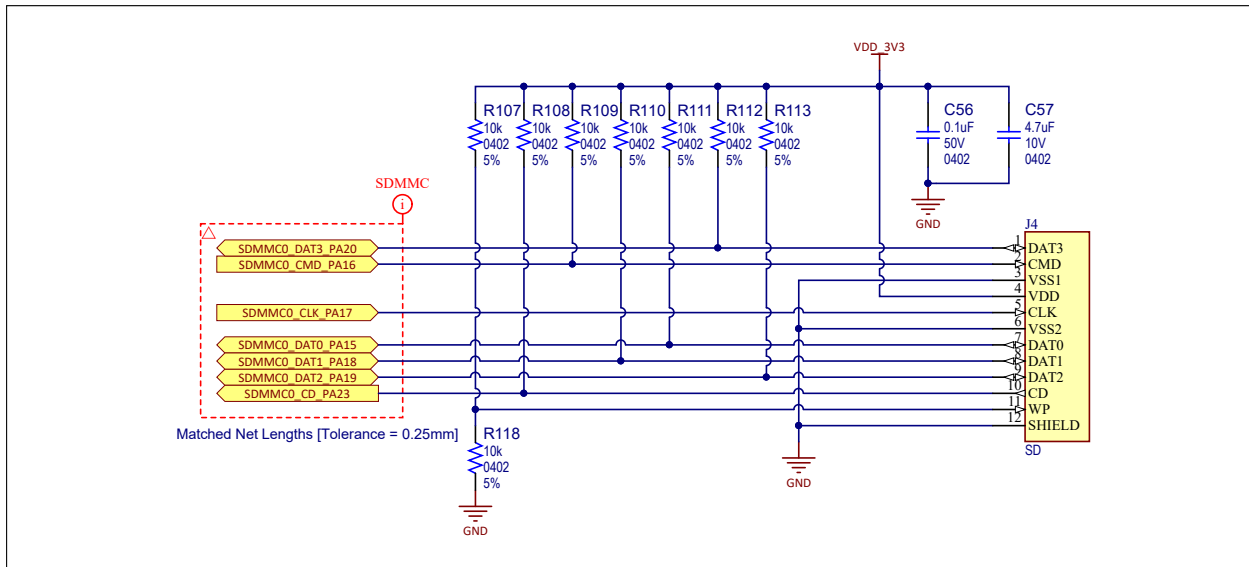 VDD_3V3
R107
10k
0402
5%
R108
10k
0402
5%
R109
10k
0402
5%
R110
10k
0402
5%
R111
10k
0402
5%
R112
10k
0402
5%
R113
10k
0402
5%
C56
0.1uF
50V
0402
C57
4.7uF
10V
0402
GND
SDMMC
i
SDMMC0_DAT3_PA20
SDMMC0_CMD_PA16
SDMMC0_CLK_PA17
SDMMC0_DAT0_PA15
SDMMC0_DAT1_PA18
SDMMC0_DAT2_PA19
SDMMC0_CD_PA23
Matched Net Lengths [Tolerance = 0.25mm]
R118
10k
0402
5%
GND
GND
J4
1 DAT3
2 CMD
3 VSS1
4 VDD
5 CLK
6 VSS2
7 DAT0
8 DAT1
9 DAT2
10 CD
11 WP
12 SHIELD
SD